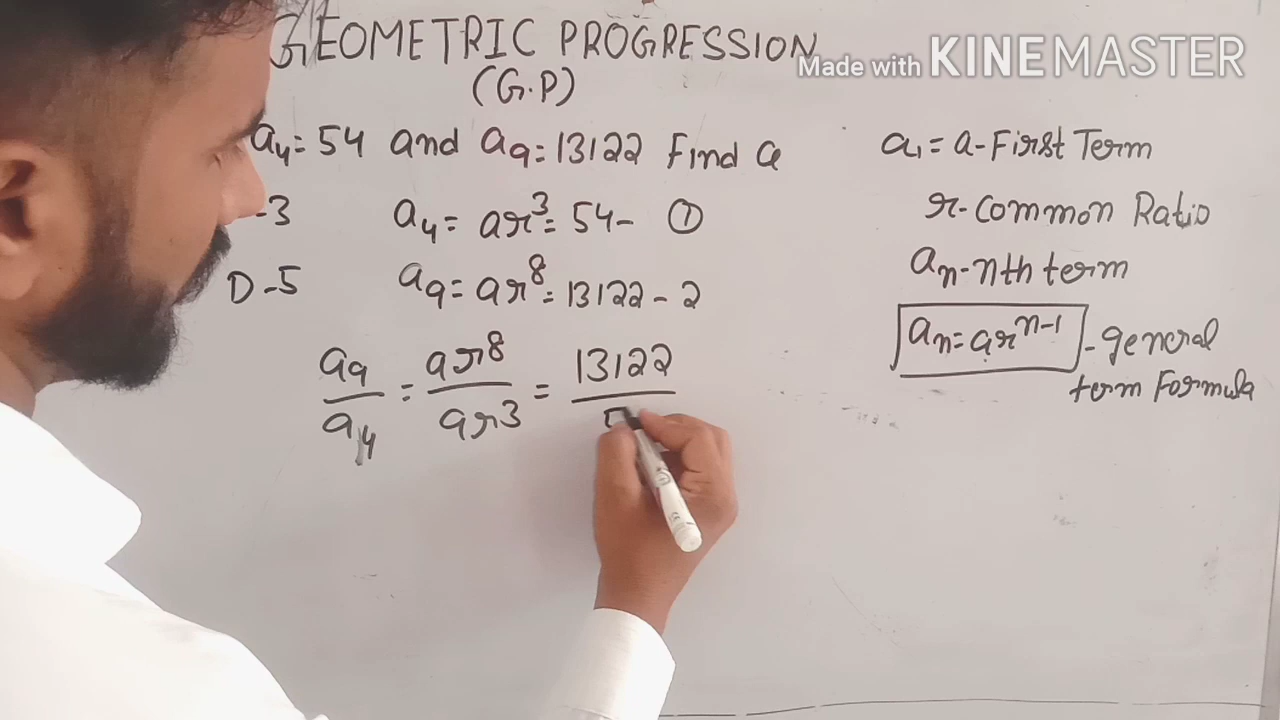 GEOMETRIC PROGRESSION
Made with KINEMASTER
(G.P)
a₄= 54 and a₉=13122 Find a
a₁ = a-First Term
-3
a₄= ar³= 54- ①
r-common Ratio
D-5
a₉=ar⁸=13122-2
aₙ-nth term
aₙ=arⁿ⁻¹ -general
term Formula
a₉/a₄ = ar⁸/ar3 = 13122/5